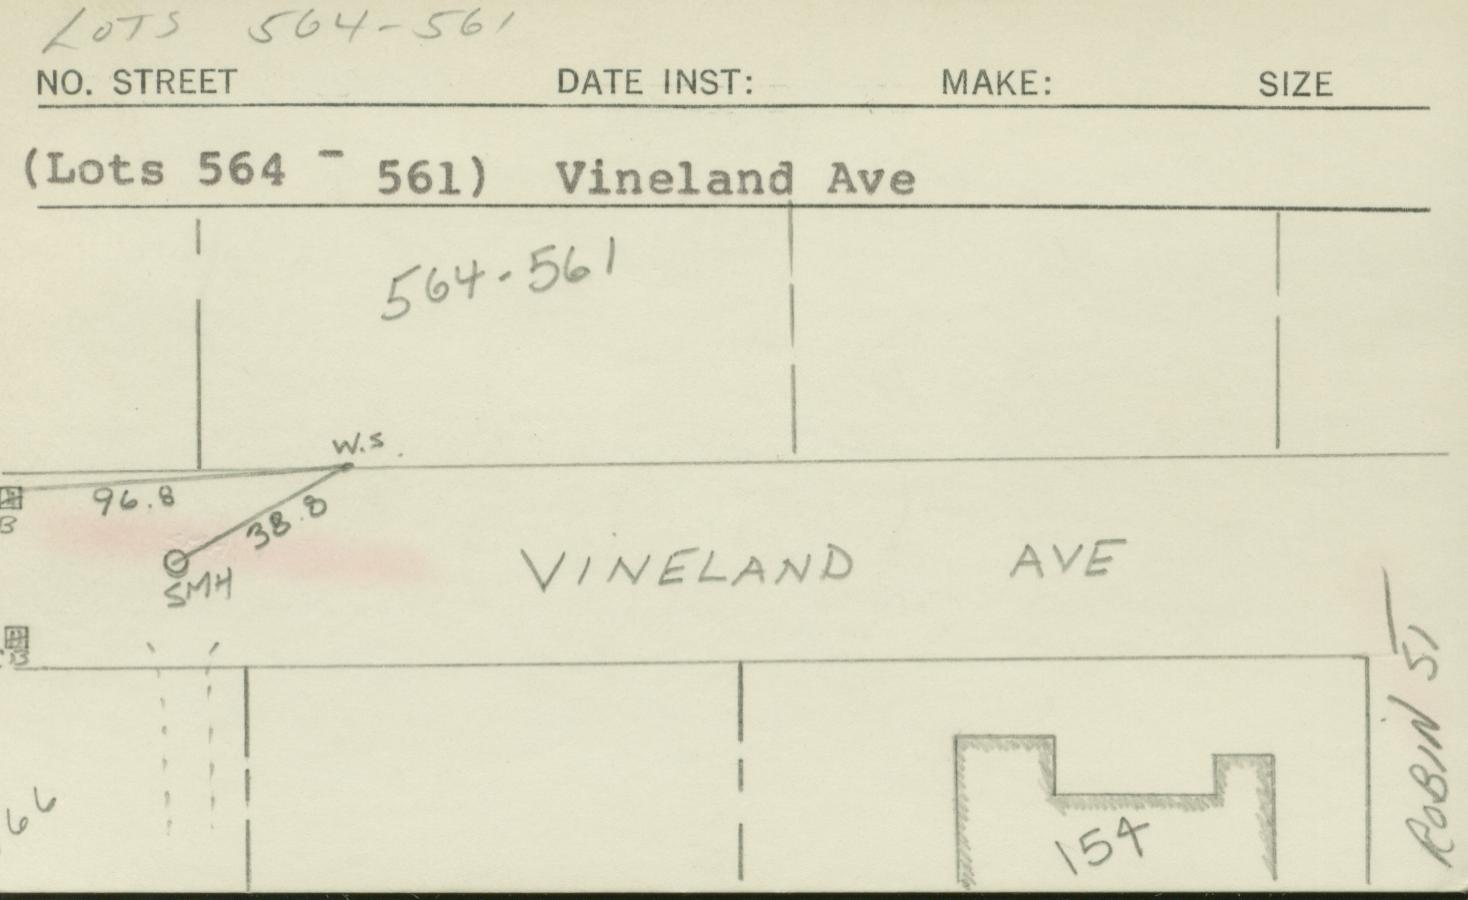 LOTS 564-561
NO. STREET DATE INST: MAKE: SIZE
(Lots 564 - 561) Vineland Ave
564-561
W.S.
96.8
38.8
B
SMH
VINELAND AVE
B
ROBIN ST
66
154